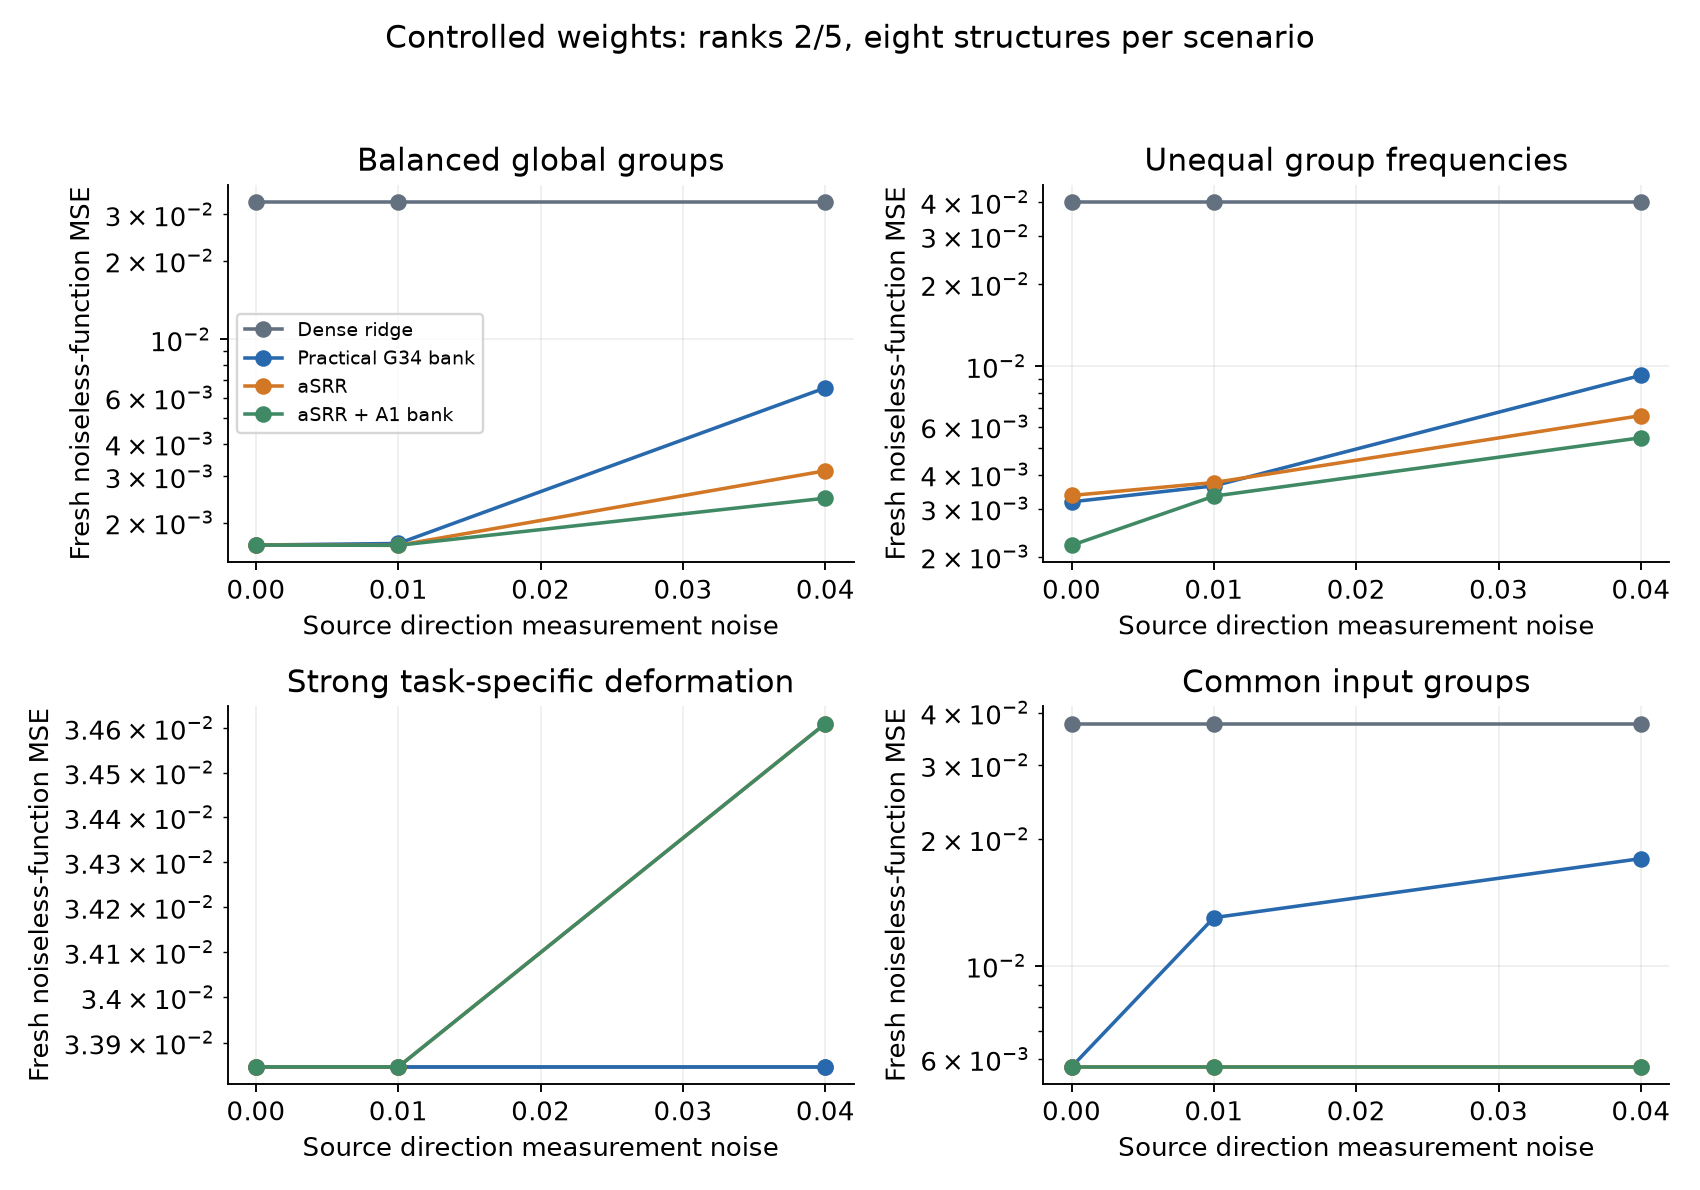 Controlled weights: ranks 2/5, eight structures per scenario
Balanced global groups
Fresh noiseless-function MSE
3 × 10⁻²
2 × 10⁻²
10⁻²
6 × 10⁻³
4 × 10⁻³
3 × 10⁻³
2 × 10⁻³
Dense ridge
Practical G34 bank
aSRR
aSRR + A1 bank
0.00 0.01 0.02 0.03 0.04
Source direction measurement noise
Unequal group frequencies
Fresh noiseless-function MSE
4 × 10⁻²
3 × 10⁻²
2 × 10⁻²
10⁻²
6 × 10⁻³
4 × 10⁻³
3 × 10⁻³
2 × 10⁻³
0.00 0.01 0.02 0.03 0.04
Source direction measurement noise
Strong task-specific deformation
Fresh noiseless-function MSE
3.46 × 10⁻²
3.45 × 10⁻²
3.44 × 10⁻²
3.43 × 10⁻²
3.42 × 10⁻²
3.41 × 10⁻²
3.4 × 10⁻²
3.39 × 10⁻²
0.00 0.01 0.02 0.03 0.04
Source direction measurement noise
Common input groups
Fresh noiseless-function MSE
4 × 10⁻²
3 × 10⁻²
2 × 10⁻²
10⁻²
6 × 10⁻³
0.00 0.01 0.02 0.03 0.04
Source direction measurement noise